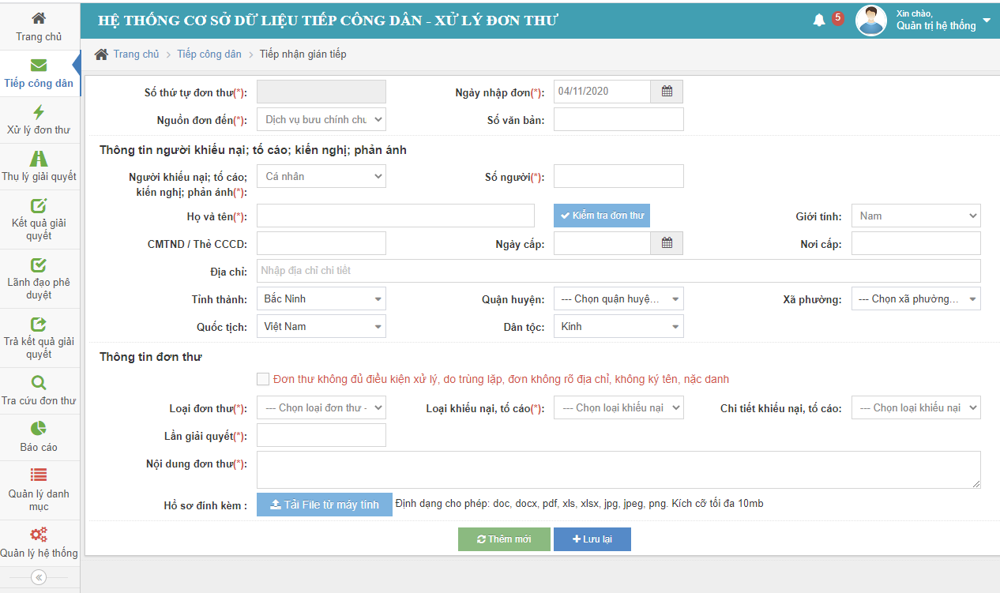 HỆ THỐNG CƠ SỞ DỮ LIỆU TIẾP CÔNG DÂN - XỬ LÝ ĐƠN THƯ
5
Xin chào,
Quản trị hệ thống
Trang chủ
Tiếp công dân
Xử lý đơn thư
Thụ lý giải quyết
Kết quả giải
quyết
Lãnh đạo phê
duyệt
Trả kết quả giải
quyết
Tra cứu đơn thư
Báo cáo
Quản lý danh
mục
Quản lý hệ thống
Trang chủ > Tiếp công dân > Tiếp nhận gián tiếp
Số thứ tự đơn thư(*): Ngày nhập đơn(*): 04/11/2020
Nguồn đơn đến(*): Dịch vụ bưu chính chu Số văn bản:
Thông tin người khiếu nại; tố cáo; kiến nghị; phản ánh
Người khiếu nại; tố cáo; Cá nhân Số người(*):
kiến nghị; phản ánh(*):
Họ và tên(*): Kiểm tra đơn thư Giới tính: Nam
CMTND / Thẻ CCCD: Ngày cấp: Nơi cấp:
Địa chỉ: Nhập địa chỉ chi tiết
Tỉnh thành: Bắc Ninh Quận huyện: --- Chọn quận huyệ... Xã phường: --- Chọn xã phường...
Quốc tịch: Việt Nam Dân tộc: Kinh
Thông tin đơn thư
Đơn thư không đủ điều kiện xử lý, do trùng lặp, đơn không rõ địa chỉ, không ký tên, nặc danh
Loại đơn thư(*): --- Chọn loại đơn thư - Loại khiếu nại, tố cáo(*): --- Chọn loại khiếu nại Chi tiết khiếu nại, tố cáo: --- Chọn loại khiếu nại
Lần giải quyết(*):
Nội dung đơn thư(*):
Hồ sơ đính kèm : Tải File từ máy tính Định dạng cho phép: doc, docx, pdf, xls, xlsx, jpg, jpeg, png. Kích cỡ tối đa 10mb
Thêm mới Lưu lại